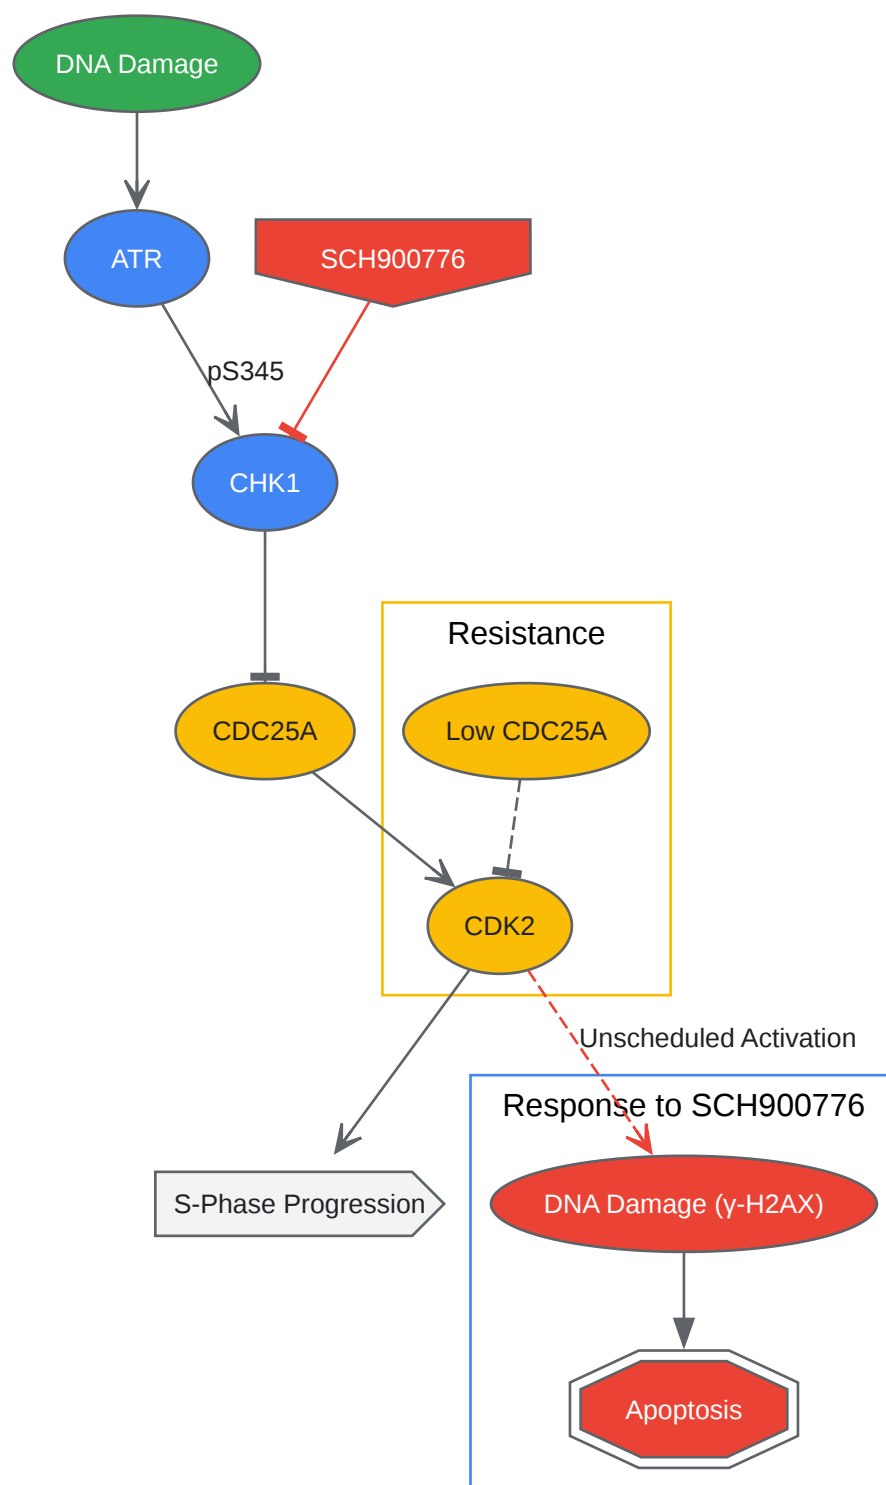 DNA Damage
ATR
SCH900776
pS345
CHK1
Resistance
CDC25A
Low CDC25A
CDK2
Unscheduled Activation
Response to SCH900776
S-Phase Progression
DNA Damage (γ-H2AX)
Apoptosis